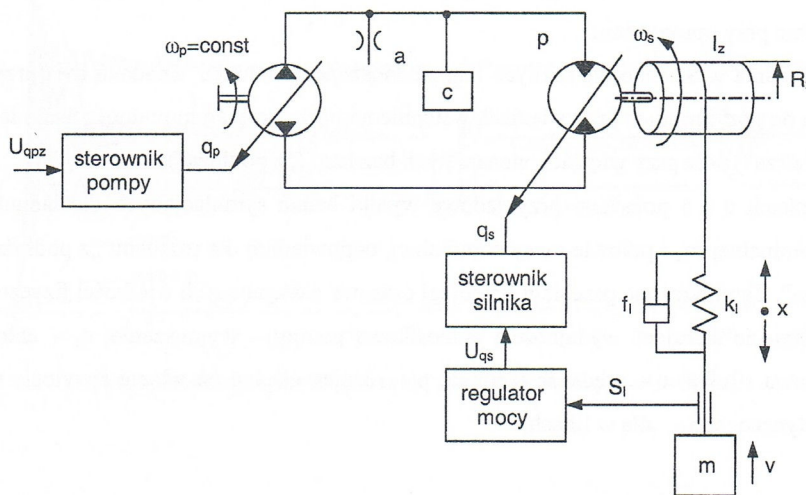 ωp=const
a
c
p
ωs
Iz
R
Uqpz
sterownik
pompy
qp
qs
sterownik
silnika
Uqs
regulator
mocy
Sl
fl
kl
x
m
v